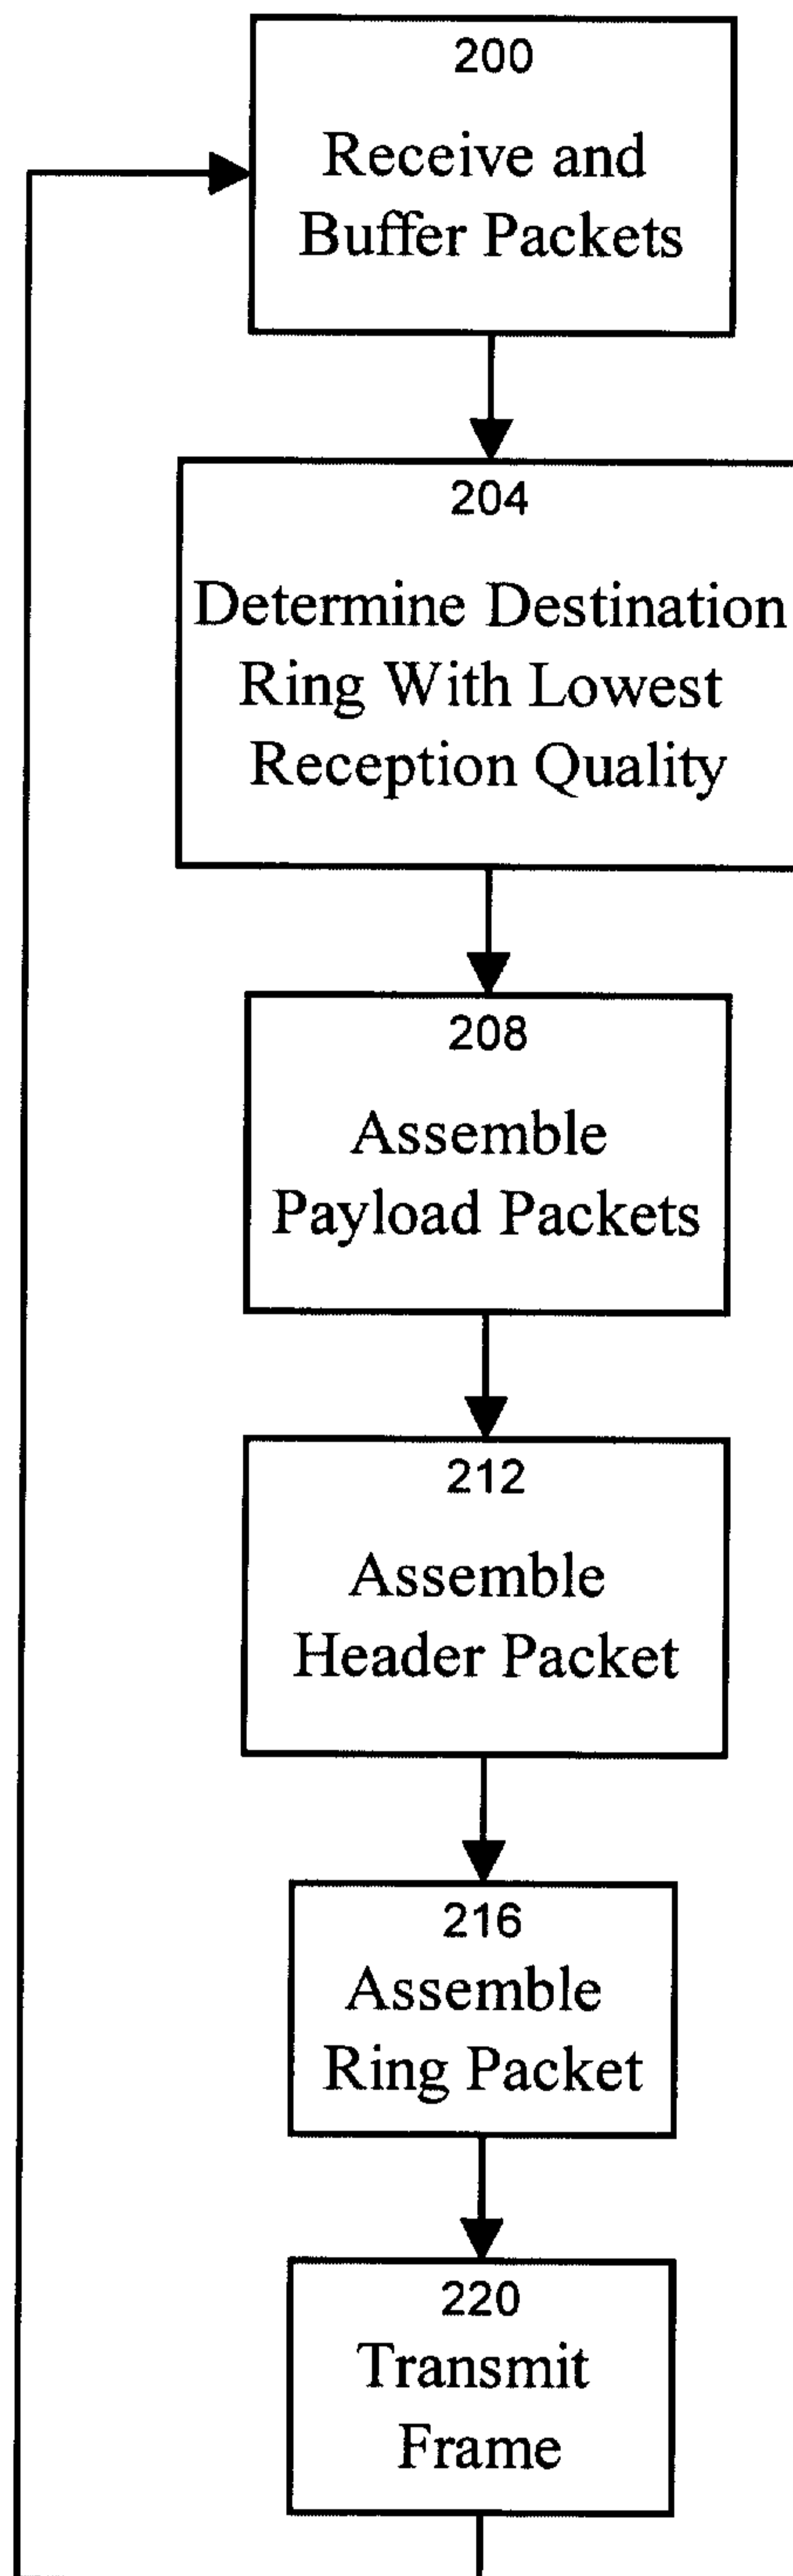 200
Receive and
Buffer Packets
204
Determine Destination
Ring With Lowest
Reception Quality
208
Assemble
Payload Packets
212
Assemble
Header Packet
216
Assemble
Ring Packet
220
Transmit
Frame